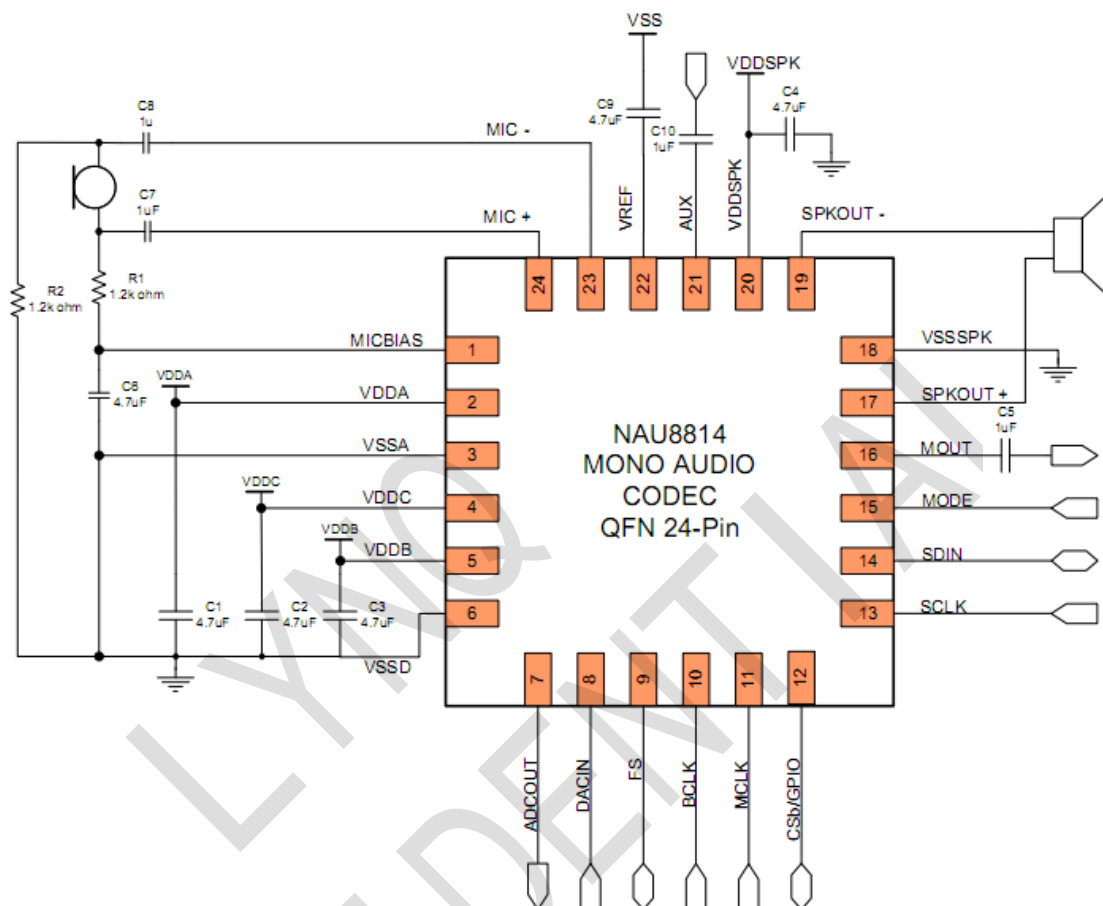 VSS
VDDSPK
C9
4.7uF
C4
4.7uF
C8
1u
C10
1uF
MIC -
VREF
AUX
VDDSPK
C7
1uF
MIC +
SPKOUT -
R1
1.2k ohm
R2
1.2k ohm
24
23
22
21
20
19
MICBIAS
1
18
VSSSPK
C6
4.7uF
VDDA
VDDA
2
17
SPKOUT +
C5
1uF
VSSA
3
16
MOUT
NAU8814
MONO AUDIO
CODEC
QFN 24-Pin
VDDC
VDDC
4
15
MODE
VDDB
VDDB
5
14
SDIN
C1
4.7uF
C2
4.7uF
C3
4.7uF
6
13
SCLK
VSSD
7
8
9
10
11
12
ADCOUT
DACIN
FS
BCLK
MCLK
CSb/GPIO
LYNQ
DENTIAI